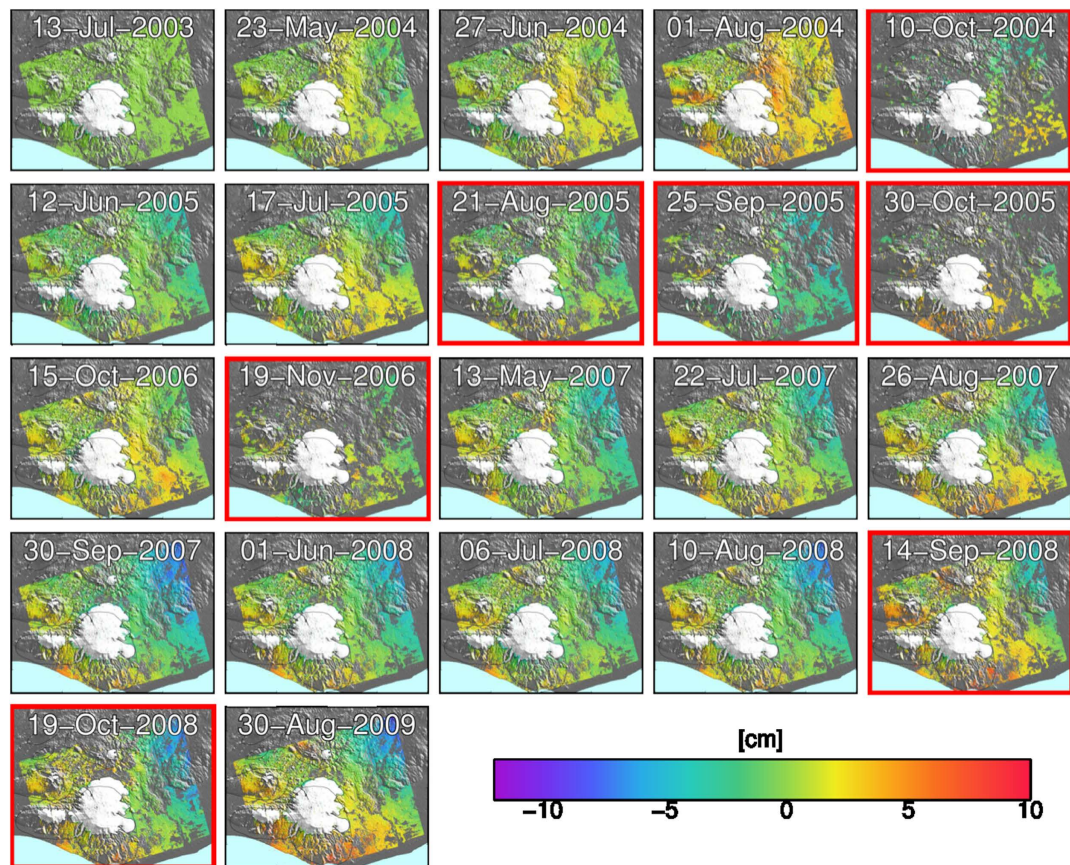 13-Jul-2003 23-May-2004 27-Jun-2004 01-Aug-2004 10-Oct-2004
12-Jun-2005 17-Jul-2005 21-Aug-2005 25-Sep-2005 30-Oct-2005
15-Oct-2006 19-Nov-2006 13-May-2007 22-Jul-2007 26-Aug-2007
30-Sep-2007 01-Jun-2008 06-Jul-2008 10-Aug-2008 14-Sep-2008
19-Oct-2008 30-Aug-2009
[cm]
-10 -5 0 5 10